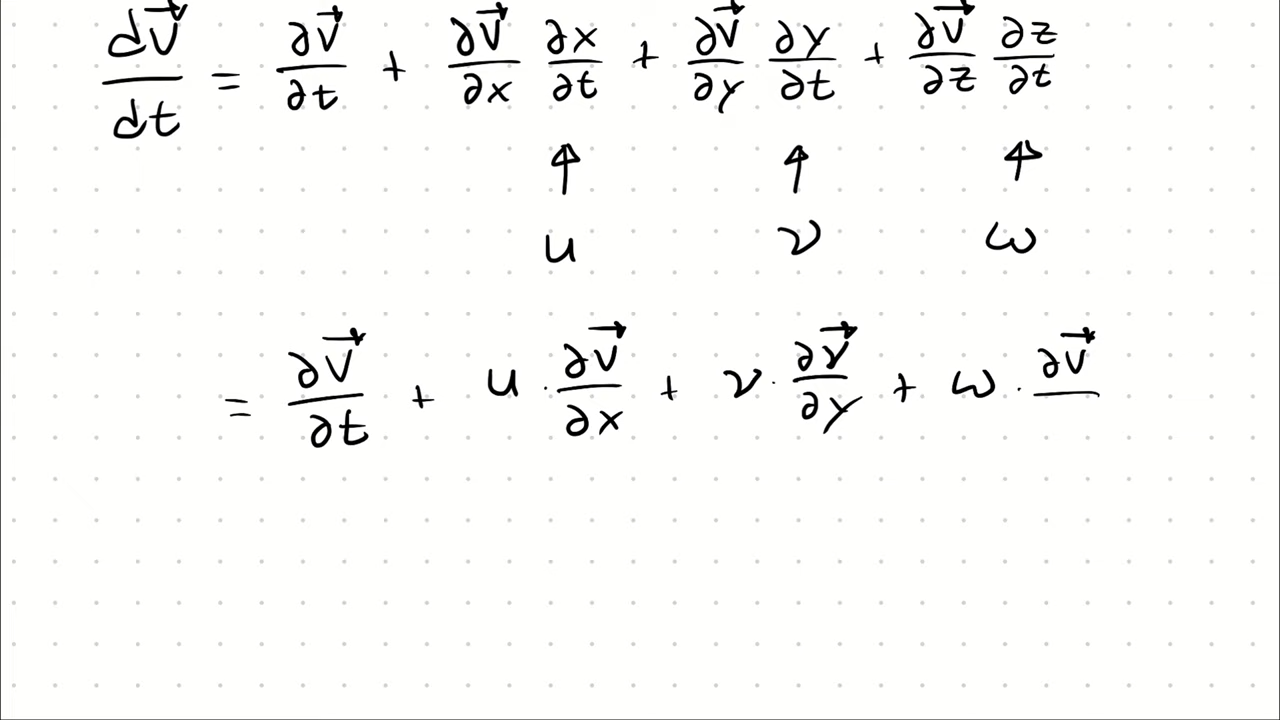 dV⃗/dt = ∂V⃗/∂t + ∂V⃗/∂x ∂x/∂t + ∂V⃗/∂y ∂y/∂t + ∂V⃗/∂z ∂z/∂t
↑ ↑ ↑
u v w
= ∂V⃗/∂t + u · ∂V⃗/∂x + v · ∂V⃗/∂y + w · ∂V⃗/